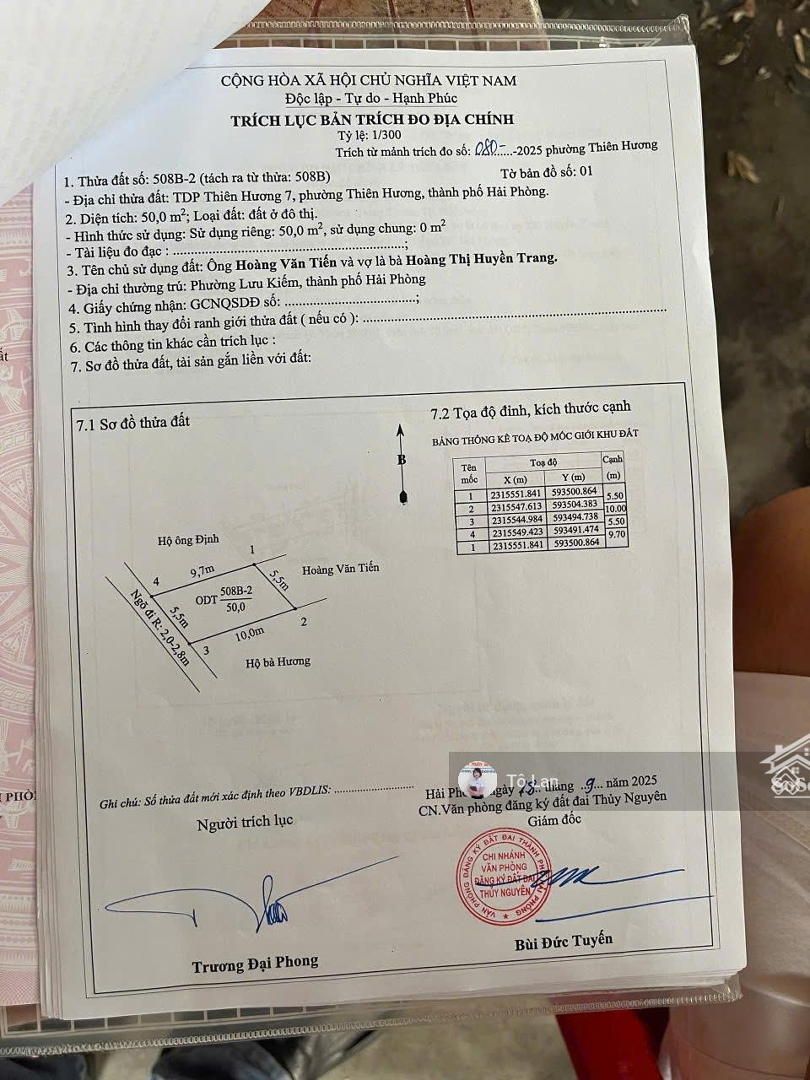 CỘNG HÒA XÃ HỘI CHỦ NGHĨA VIỆT NAM
Độc lập - Tự do - Hạnh Phúc
TRÍCH LỤC BẢN TRÍCH ĐO ĐỊA CHÍNH
Tỷ lệ: 1/300
Trích từ mảnh trích đo số: 080-....-2025 phường Thiên Hương
1. Thửa đất số: 508B-2 (tách ra từ thửa: 508B) Tờ bản đồ số: 01
- Địa chỉ thửa đất: TDP Thiên Hương 7, phường Thiên Hương, thành phố Hải Phòng.
2. Diện tích: 50,0 m²; Loại đất: đất ở đô thị.
- Hình thức sử dụng: Sử dụng riêng: 50,0 m², sử dụng chung: 0 m²
- Tài liệu đo đạc : ......................................................;
3. Tên chủ sử dụng đất: Ông Hoàng Văn Tiến và vợ là bà Hoàng Thị Huyền Trang.
- Địa chỉ thường trú: Phường Lưu Kiếm, thành phố Hải Phòng
4. Giấy chứng nhận: GCNQSDĐ số: ..............................;
5. Tình hình thay đổi ranh giới thửa đất ( nếu có ): ......................................................
6. Các thông tin khác cần trích lục :
7. Sơ đồ thửa đất, tài sản gắn liền với đất:
7.1 Sơ đồ thửa đất
7.2 Tọa độ đỉnh, kích thước cạnh
BẢNG THỐNG KÊ TOẠ ĐỘ MỐC GIỚI KHU ĐẤT
Tên mốc Toạ độ Cạnh (m)
X (m) Y (m)
1 2315551.841 593500.864
5.50
2 2315547.613 593504.383
10.00
3 2315544.984 593494.738
5.50
4 2315549.423 593491.474
9.70
1 2315551.841 593500.864
B
Hộ ông Định
1
4
9,7m
Hoàng Văn Tiến
5,5m
ODT 508B-2
50,0
5,5m
Ngõ đi R: 2,0-2,8m
10,0m
2
3
Hộ bà Hương
Ghi chú: Số thửa đất mới xác định theo VBDLIS: ........................
Người trích lục
Trương Đại Phong
Tô Lan
Hải Ph ngày 18.. tháng ..9.. năm 2025
CN.Văn phòng đăng ký đất đai Thủy Nguyên
Giám đốc
VĂN PHÒNG ĐĂNG KÝ ĐẤT ĐAI THÀNH PHỐ HẢI PHÒNG
CHI NHÁNH
VĂN PHÒNG
ĐĂNG KÝ ĐẤT ĐAI
THỦY NGUYÊN
Bùi Đức Tuyến